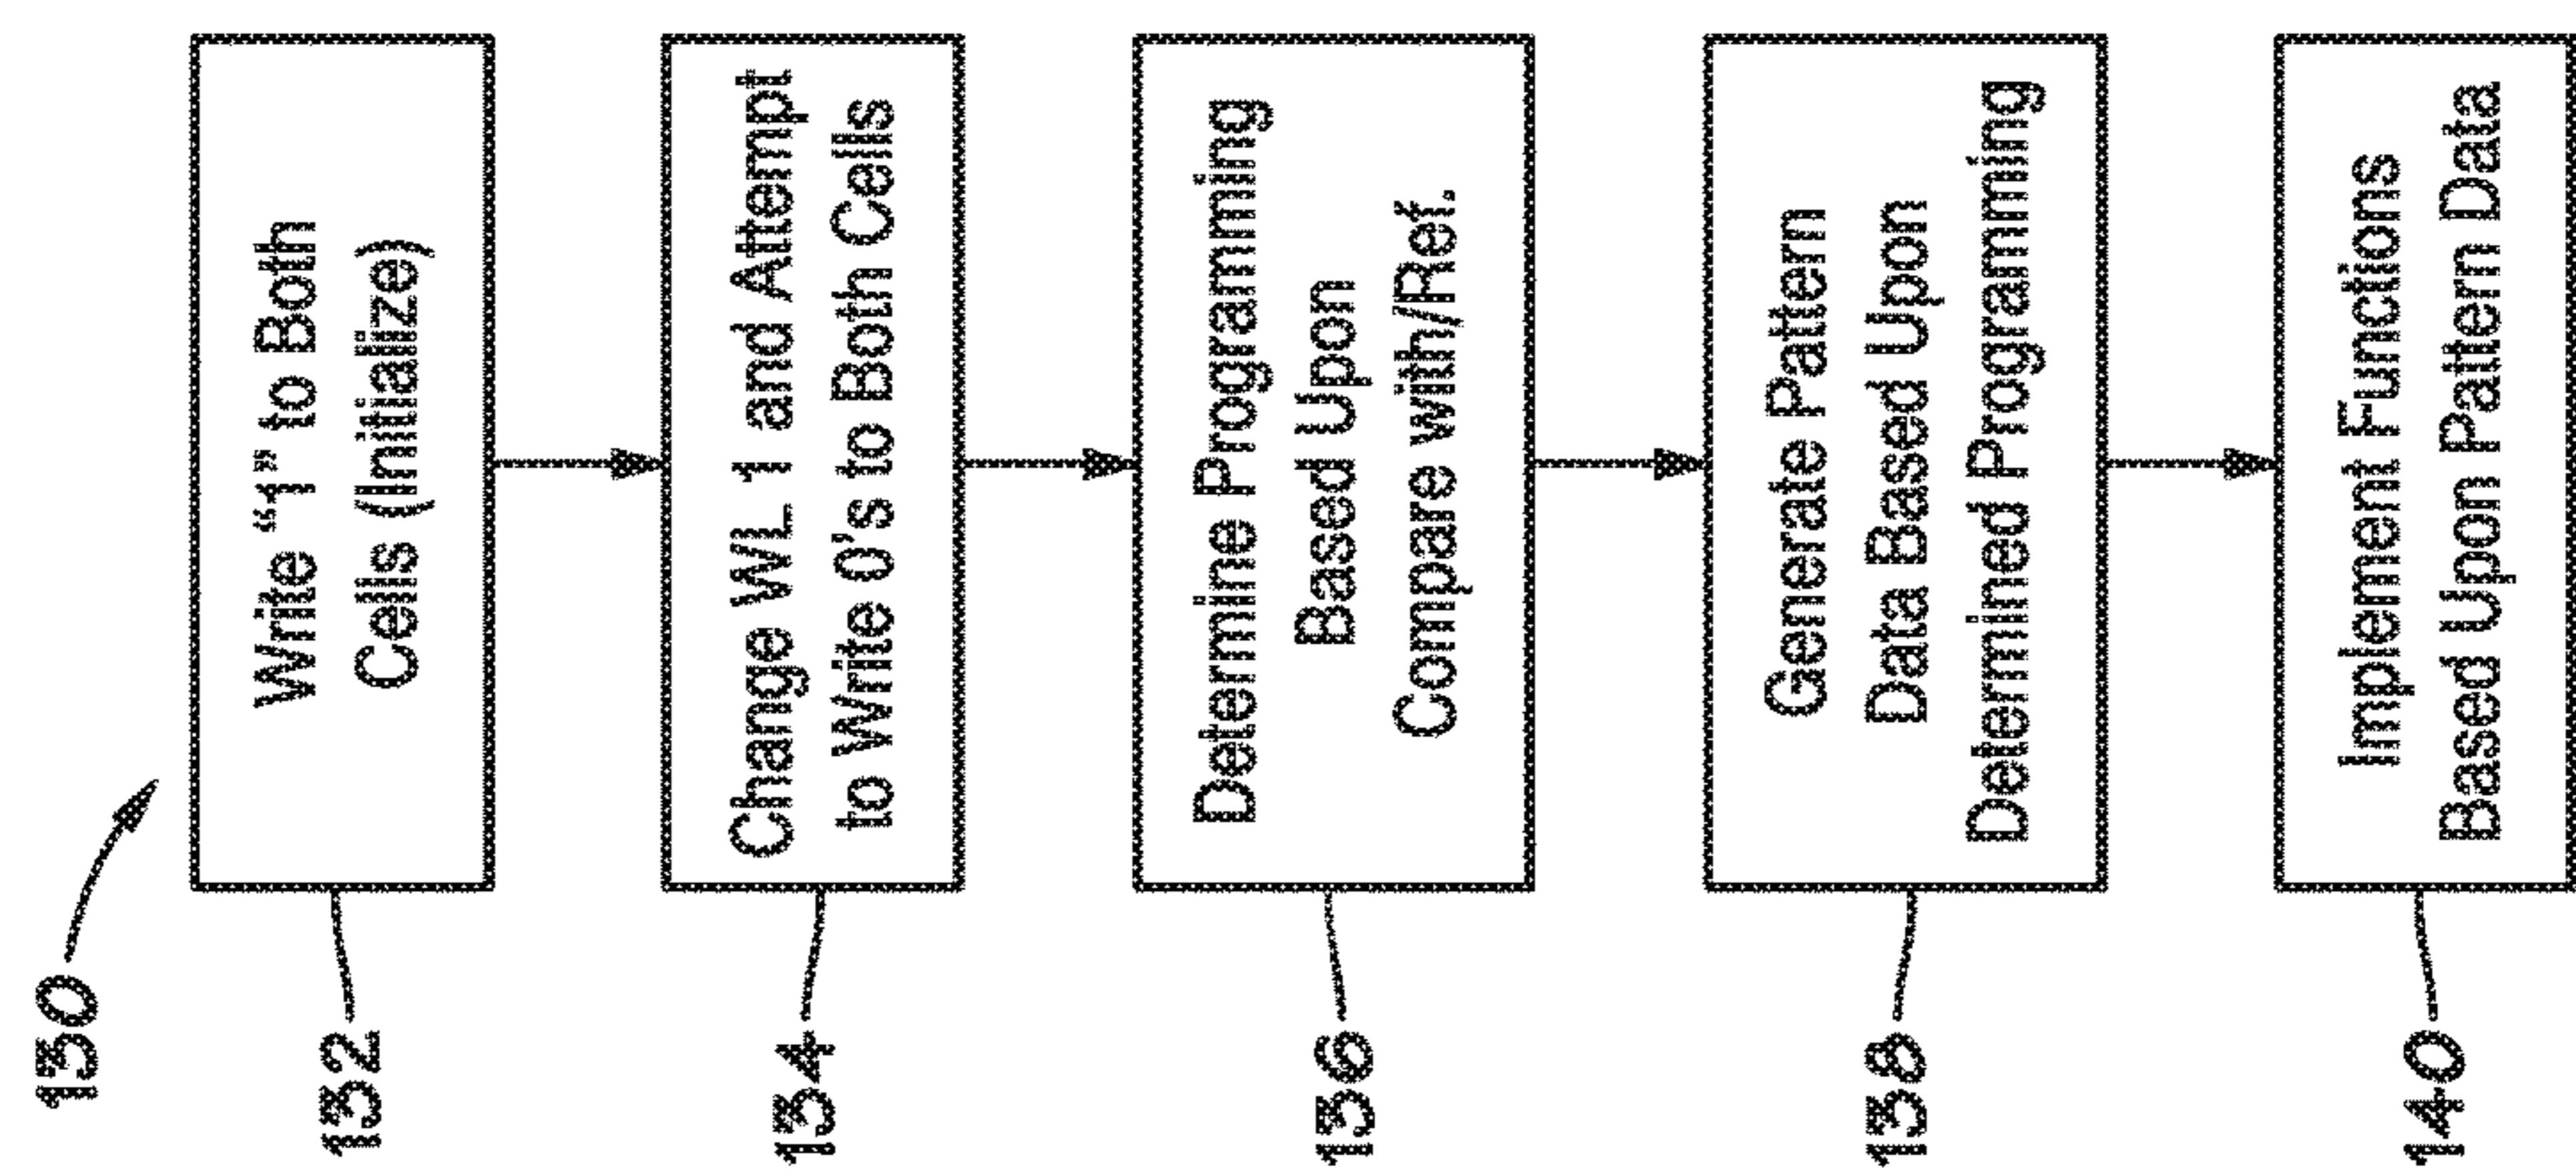 130
132
Write “1” to Both
Cells (Initialize)
134
Change WL 1 and Attempt
to Write 0's to Both Cells
136
Determine Programming
Based Upon
Compare with/Ref.
138
Generate Pattern
Data Based Upon
Determined Programming
140
Implement Functions
Based Upon Pattern Data